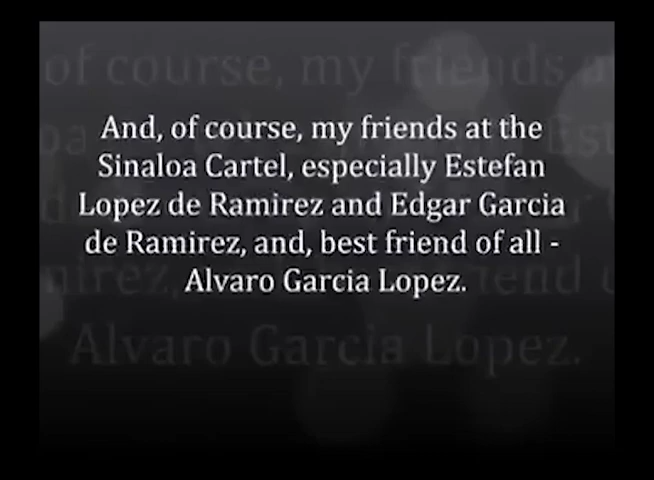 And, of course, my friends at the
Sinaloa Cartel, especially Estefan
Lopez de Ramirez and Edgar Garcia
de Ramirez, and, best friend of all -
Alvaro Garcia Lopez.